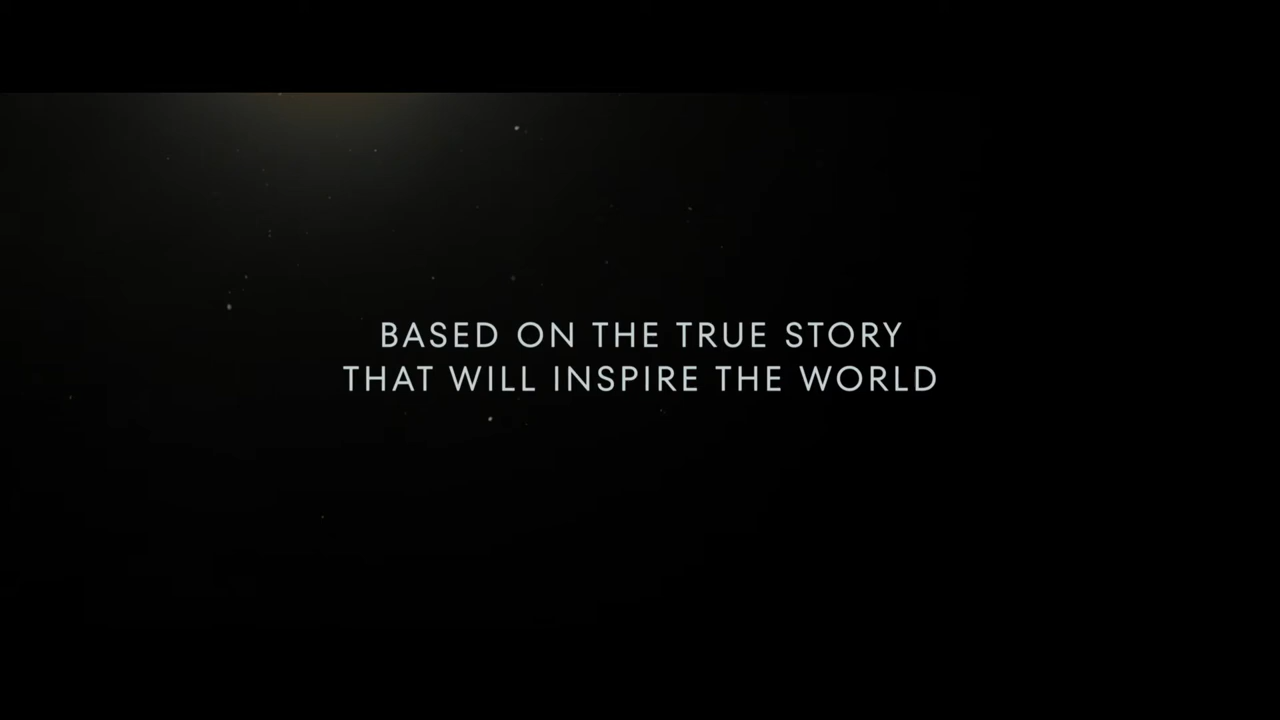 BASED ON THE TRUE STORY
THAT WILL INSPIRE THE WORLD